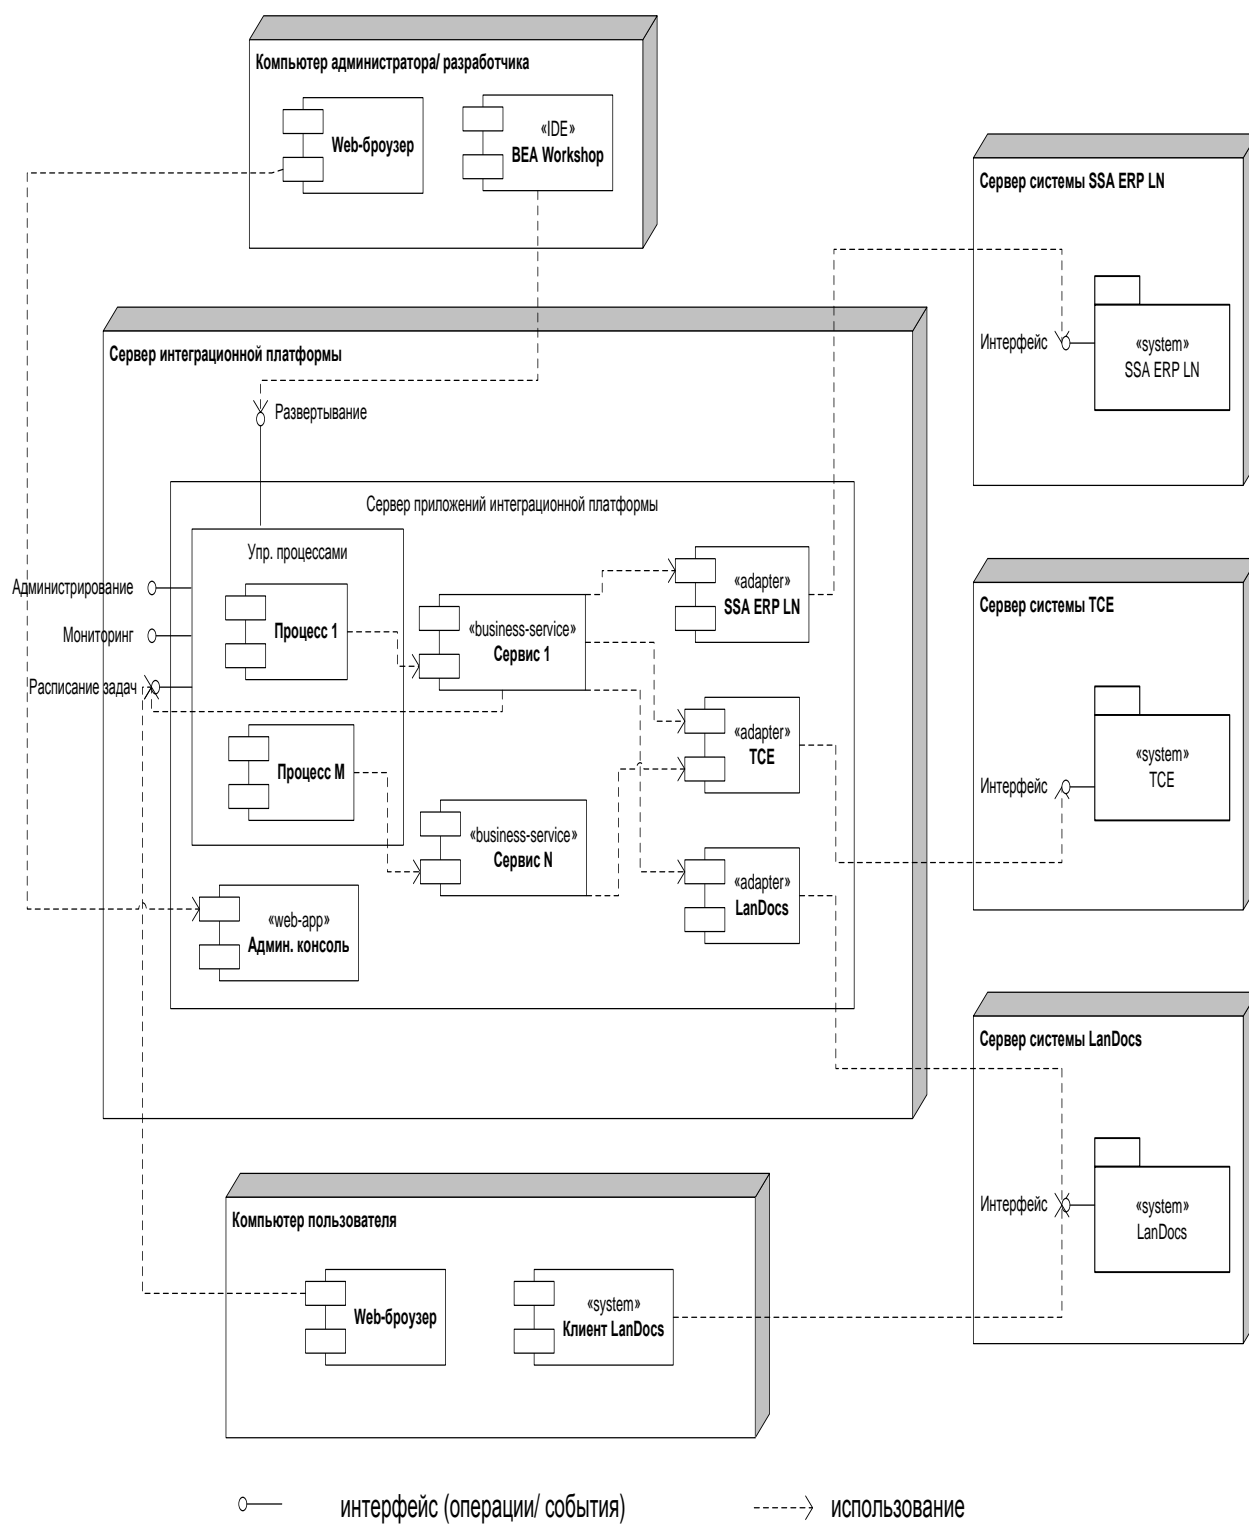 Компьютер администратора/ разработчика
Web-броузер
«IDE»
BEA Workshop
Сервер системы SSA ERP LN
Интерфейс
«system»
SSA ERP LN
Сервер интеграционной платформы
Развертывание
Сервер приложений интеграционной платформы
Упр. процессами
Администрирование
Мониторинг
Расписание задач
Процесс 1
Процесс M
«business-service»
Сервис 1
«business-service»
Сервис N
«adapter»
SSA ERP LN
«adapter»
TCE
«adapter»
LanDocs
«web-app»
Админ. консоль
Сервер системы TCE
Интерфейс
«system»
TCE
Сервер системы LanDocs
Интерфейс
«system»
LanDocs
Компьютер пользователя
Web-броузер
«system»
Клиент LanDocs
интерфейс (операции/ события)
использование